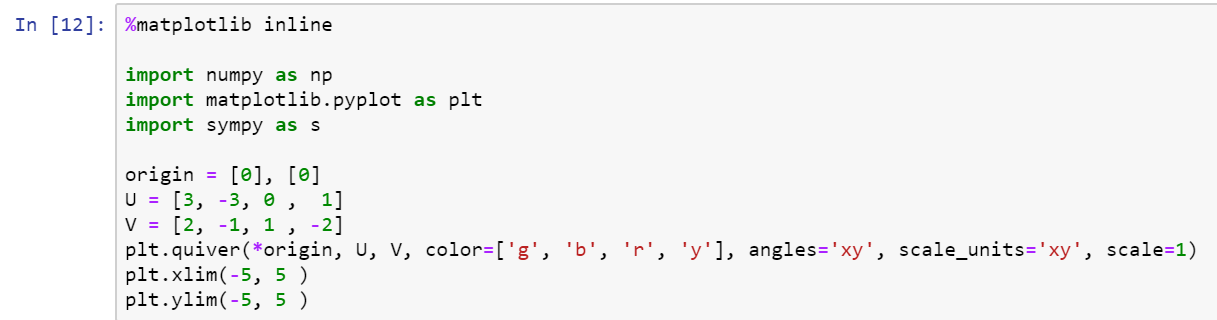 In [12]: %matplotlib inline
import numpy as np
import matplotlib.pyplot as plt
import sympy as s
origin = [0], [0]
U = [3, -3, 0 ,  1]
V = [2, -1, 1 , -2]
plt.quiver(*origin, U, V, color=['g', 'b', 'r', 'y'], angles='xy', scale_units='xy', scale=1)
plt.xlim(-5, 5 )
plt.ylim(-5, 5 )